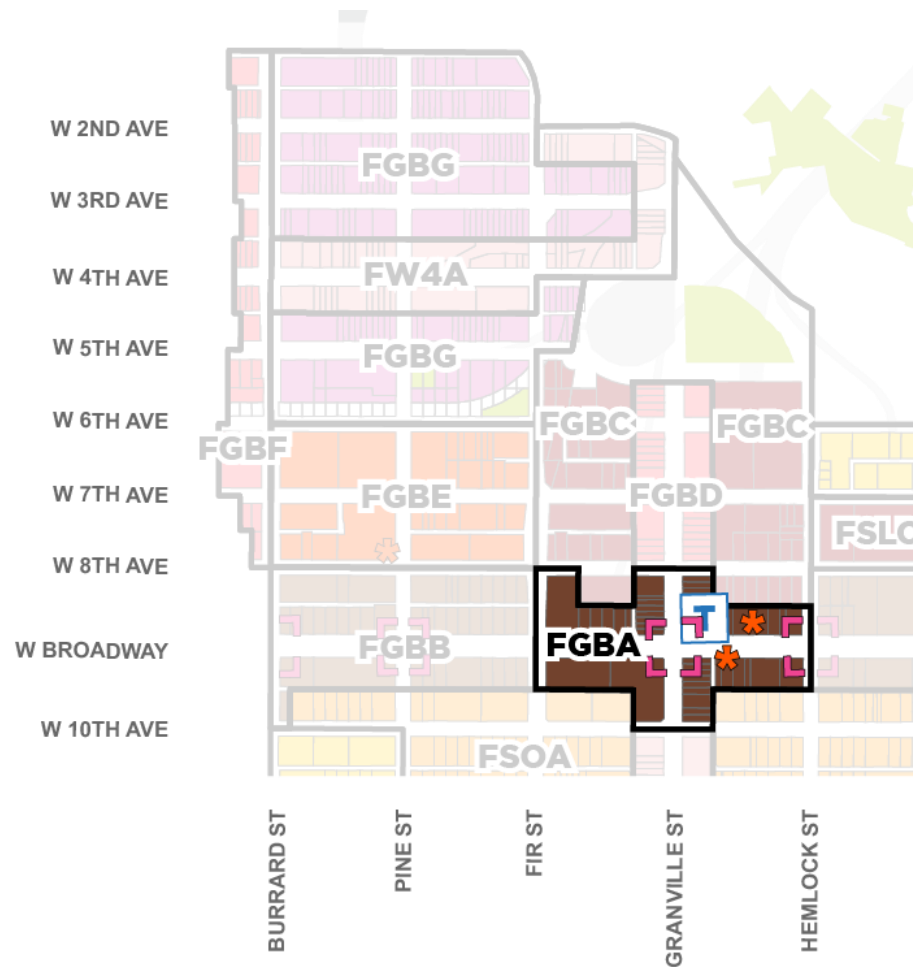 W 2ND AVE
FGBG
W 3RD AVE
W 4TH AVE
FW4A
W 5TH AVE
FGBG
W 6TH AVE
FGBC
FGBC
FGBF
W 7TH AVE
FGBE
FGBD
FSLC
W 8TH AVE
T
W BROADWAY
FGBB
FGBA
W 10TH AVE
FSOA
BURRARD ST
PINE ST
FIR ST
GRANVILLE ST
HEMLOCK ST